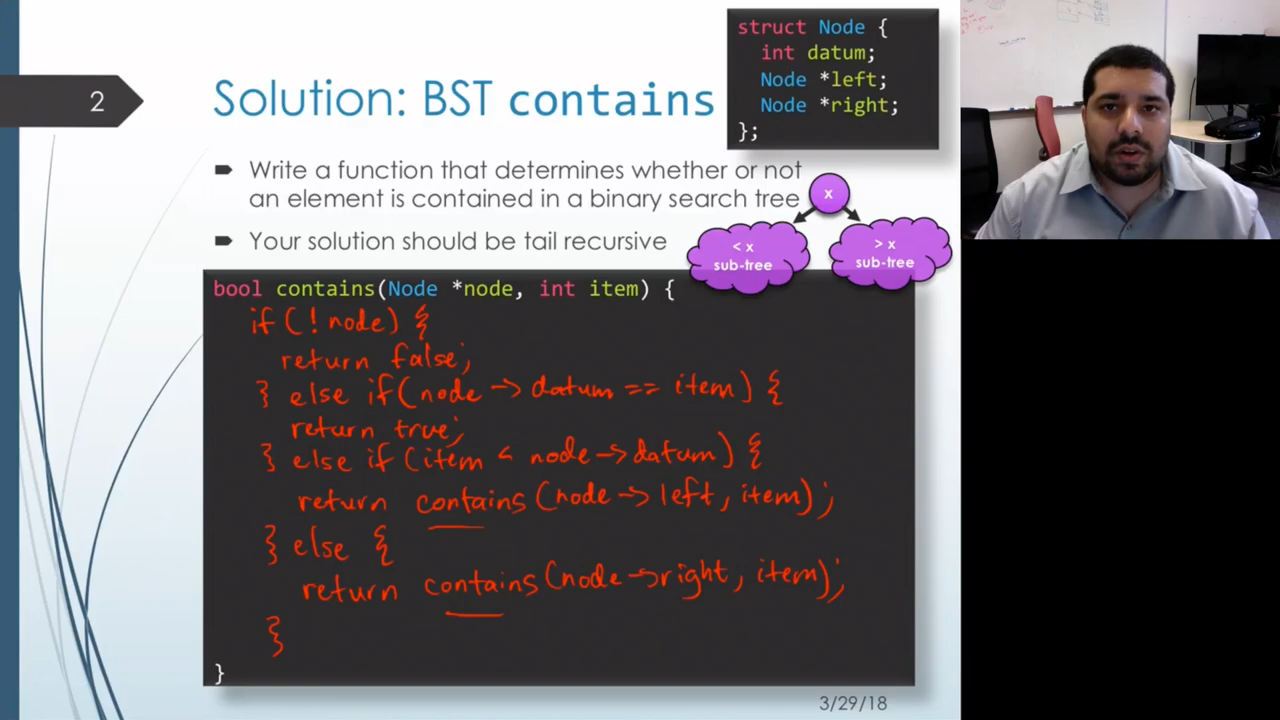 2
Solution: BST contains
struct Node {
int datum;
Node *left;
Node *right;
};
Write a function that determines whether or not
an element is contained in a binary search tree
Your solution should be tail recursive
x
< x
sub-tree
> x
sub-tree
bool contains(Node *node, int item) {
if (! node) {
return false;
} else if (node -> datum == item) {
return true;
} else if (item < node -> datum) {
return contains (node -> left, item);
} else {
return contains (node -> right, item);
}
}
3/29/18